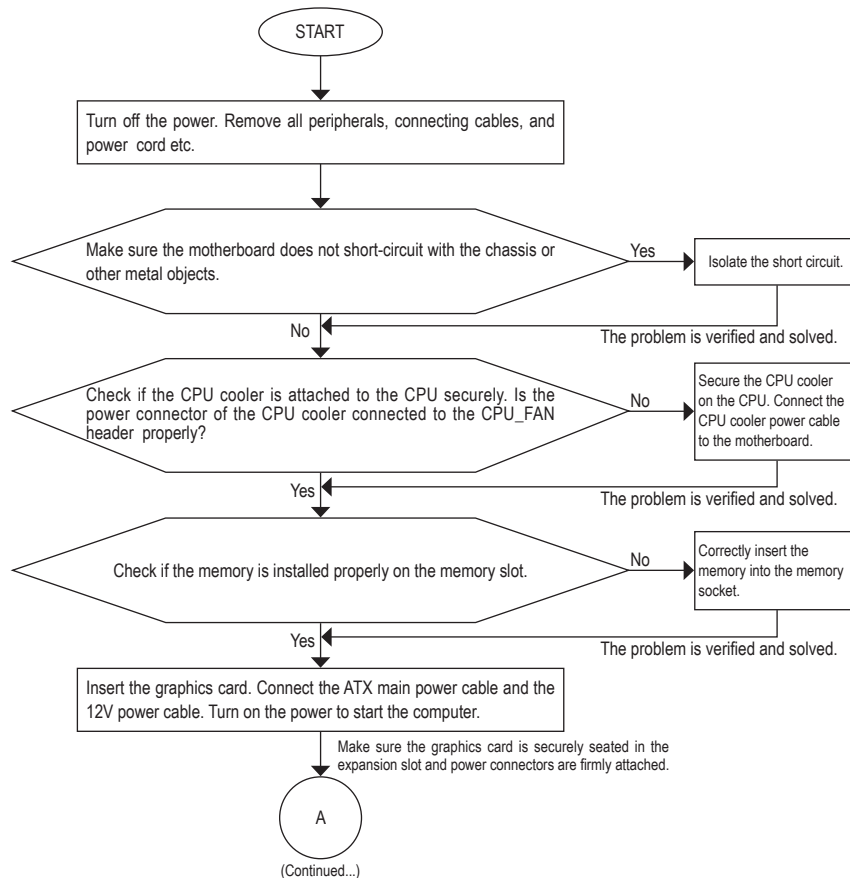 START
Turn off the power. Remove all peripherals, connecting cables, and
power cord etc.
Make sure the motherboard does not short-circuit with the chassis or
other metal objects.
Yes
Isolate the short circuit.
No
The problem is verified and solved.
Check if the CPU cooler is attached to the CPU securely. Is the
power connector of the CPU cooler connected to the CPU_FAN
header properly?
No
Secure the CPU cooler
on the CPU. Connect the
CPU cooler power cable
to the motherboard.
Yes
The problem is verified and solved.
Check if the memory is installed properly on the memory slot.
No
Correctly insert the
memory into the memory
socket.
Yes
The problem is verified and solved.
Insert the graphics card. Connect the ATX main power cable and the
12V power cable. Turn on the power to start the computer.
Make sure the graphics card is securely seated in the
expansion slot and power connectors are firmly attached.
A
(Continued...)